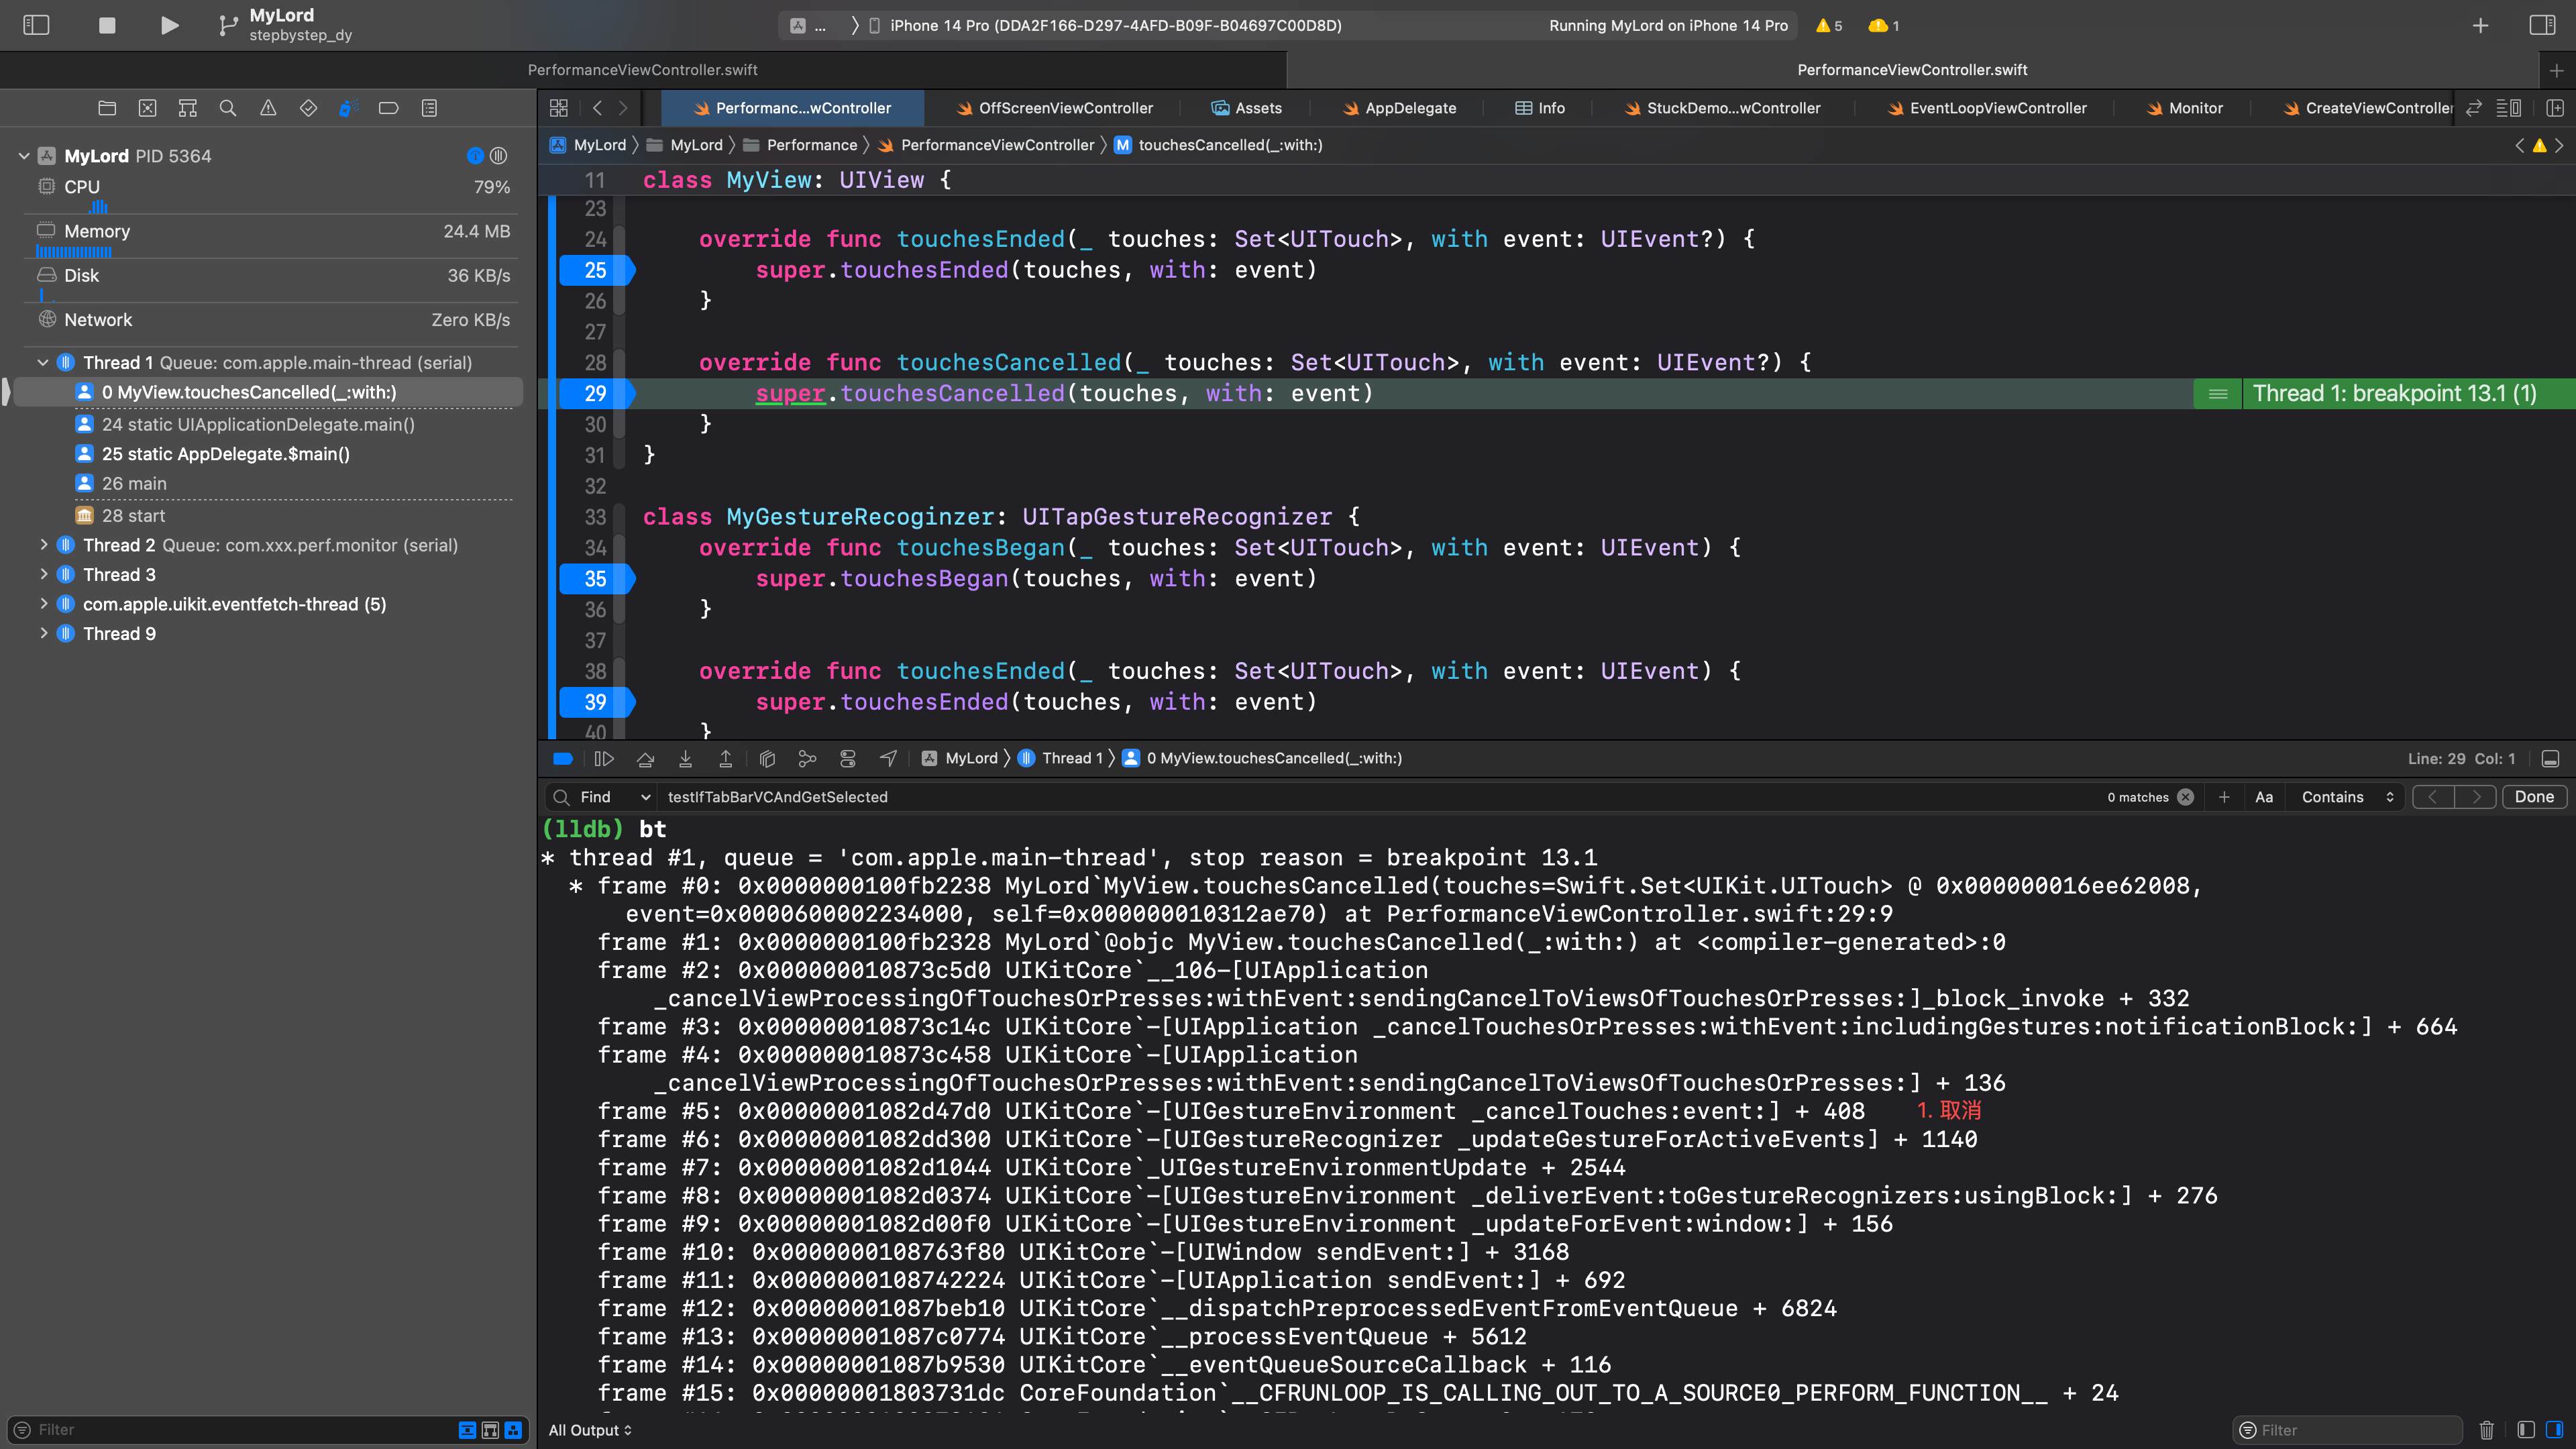 MyLord
stepbystep_dy
...
iPhone 14 Pro (DDA2F166-D297-4AFD-B09F-B04697C00D8D)
Running MyLord on iPhone 14 Pro
5
1
PerformanceViewController.swift
PerformanceViewController.swift
Performanc...wController
OffScreenViewController
Assets
AppDelegate
Info
StuckDemo...wController
EventLoopViewController
Monitor
CreateViewController
MyLord PID 5364
CPU 79%
Memory 24.4 MB
Disk 36 KB/s
Network Zero KB/s
Thread 1 Queue: com.apple.main-thread (serial)
0 MyView.touchesCancelled(_:with:)
24 static UIApplicationDelegate.main()
25 static AppDelegate.$main()
26 main
28 start
Thread 2 Queue: com.xxx.perf.monitor (serial)
Thread 3
com.apple.uikit.eventfetch-thread (5)
Thread 9
Filter
MyLord
MyLord
Performance
PerformanceViewController
M touchesCancelled(_:with:)
11 class MyView: UIView {
23
24 override func touchesEnded(_ touches: Set<UITouch>, with event: UIEvent?) {
25 super.touchesEnded(touches, with: event)
26 }
27
28 override func touchesCancelled(_ touches: Set<UITouch>, with event: UIEvent?) {
29 super.touchesCancelled(touches, with: event)
Thread 1: breakpoint 13.1 (1)
30 }
31 }
32
33 class MyGestureRecoginzer: UITapGestureRecognizer {
34 override func touchesBegan(_ touches: Set<UITouch>, with event: UIEvent) {
35 super.touchesBegan(touches, with: event)
36 }
37
38 override func touchesEnded(_ touches: Set<UITouch>, with event: UIEvent) {
39 super.touchesEnded(touches, with: event)
40 }
MyLord
Thread 1
0 MyView.touchesCancelled(_:with:)
Line: 29 Col: 1
Find
testIfTabBarVCAndGetSelected
0 matches
Aa
Contains
Done
(lldb) bt
* thread #1, queue = 'com.apple.main-thread', stop reason = breakpoint 13.1
* frame #0: 0x0000000100fb2238 MyLord`MyView.touchesCancelled(touches=Swift.Set<UIKit.UITouch> @ 0x000000016ee62008,
event=0x0000600002234000, self=0x000000010312ae70) at PerformanceViewController.swift:29:9
frame #1: 0x0000000100fb2328 MyLord`@objc MyView.touchesCancelled(_:with:) at <compiler-generated>:0
frame #2: 0x000000010873c5d0 UIKitCore`__106-[UIApplication
_cancelViewProcessingOfTouchesOrPresses:withEvent:sendingCancelToViewsOfTouchesOrPresses:]_block_invoke + 332
frame #3: 0x000000010873c14c UIKitCore`-[UIApplication _cancelTouchesOrPresses:withEvent:includingGestures:notificationBlock:] + 664
frame #4: 0x000000010873c458 UIKitCore`-[UIApplication
_cancelViewProcessingOfTouchesOrPresses:withEvent:sendingCancelToViewsOfTouchesOrPresses:] + 136
frame #5: 0x00000001082d47d0 UIKitCore`-[UIGestureEnvironment _cancelTouches:event:] + 408 1. 取消
frame #6: 0x00000001082dd300 UIKitCore`-[UIGestureRecognizer _updateGestureForActiveEvents] + 1140
frame #7: 0x00000001082d1044 UIKitCore`_UIGestureEnvironmentUpdate + 2544
frame #8: 0x00000001082d0374 UIKitCore`-[UIGestureEnvironment _deliverEvent:toGestureRecognizers:usingBlock:] + 276
frame #9: 0x00000001082d00f0 UIKitCore`-[UIGestureEnvironment _updateForEvent:window:] + 156
frame #10: 0x0000000108763f80 UIKitCore`-[UIWindow sendEvent:] + 3168
frame #11: 0x0000000108742224 UIKitCore`-[UIApplication sendEvent:] + 692
frame #12: 0x00000001087beb10 UIKitCore`__dispatchPreprocessedEventFromEventQueue + 6824
frame #13: 0x00000001087c0774 UIKitCore`__processEventQueue + 5612
frame #14: 0x00000001087b9530 UIKitCore`__eventQueueSourceCallback + 116
frame #15: 0x00000001803731dc CoreFoundation`__CFRUNLOOP_IS_CALLING_OUT_TO_A_SOURCE0_PERFORM_FUNCTION__ + 24
All Output
Filter